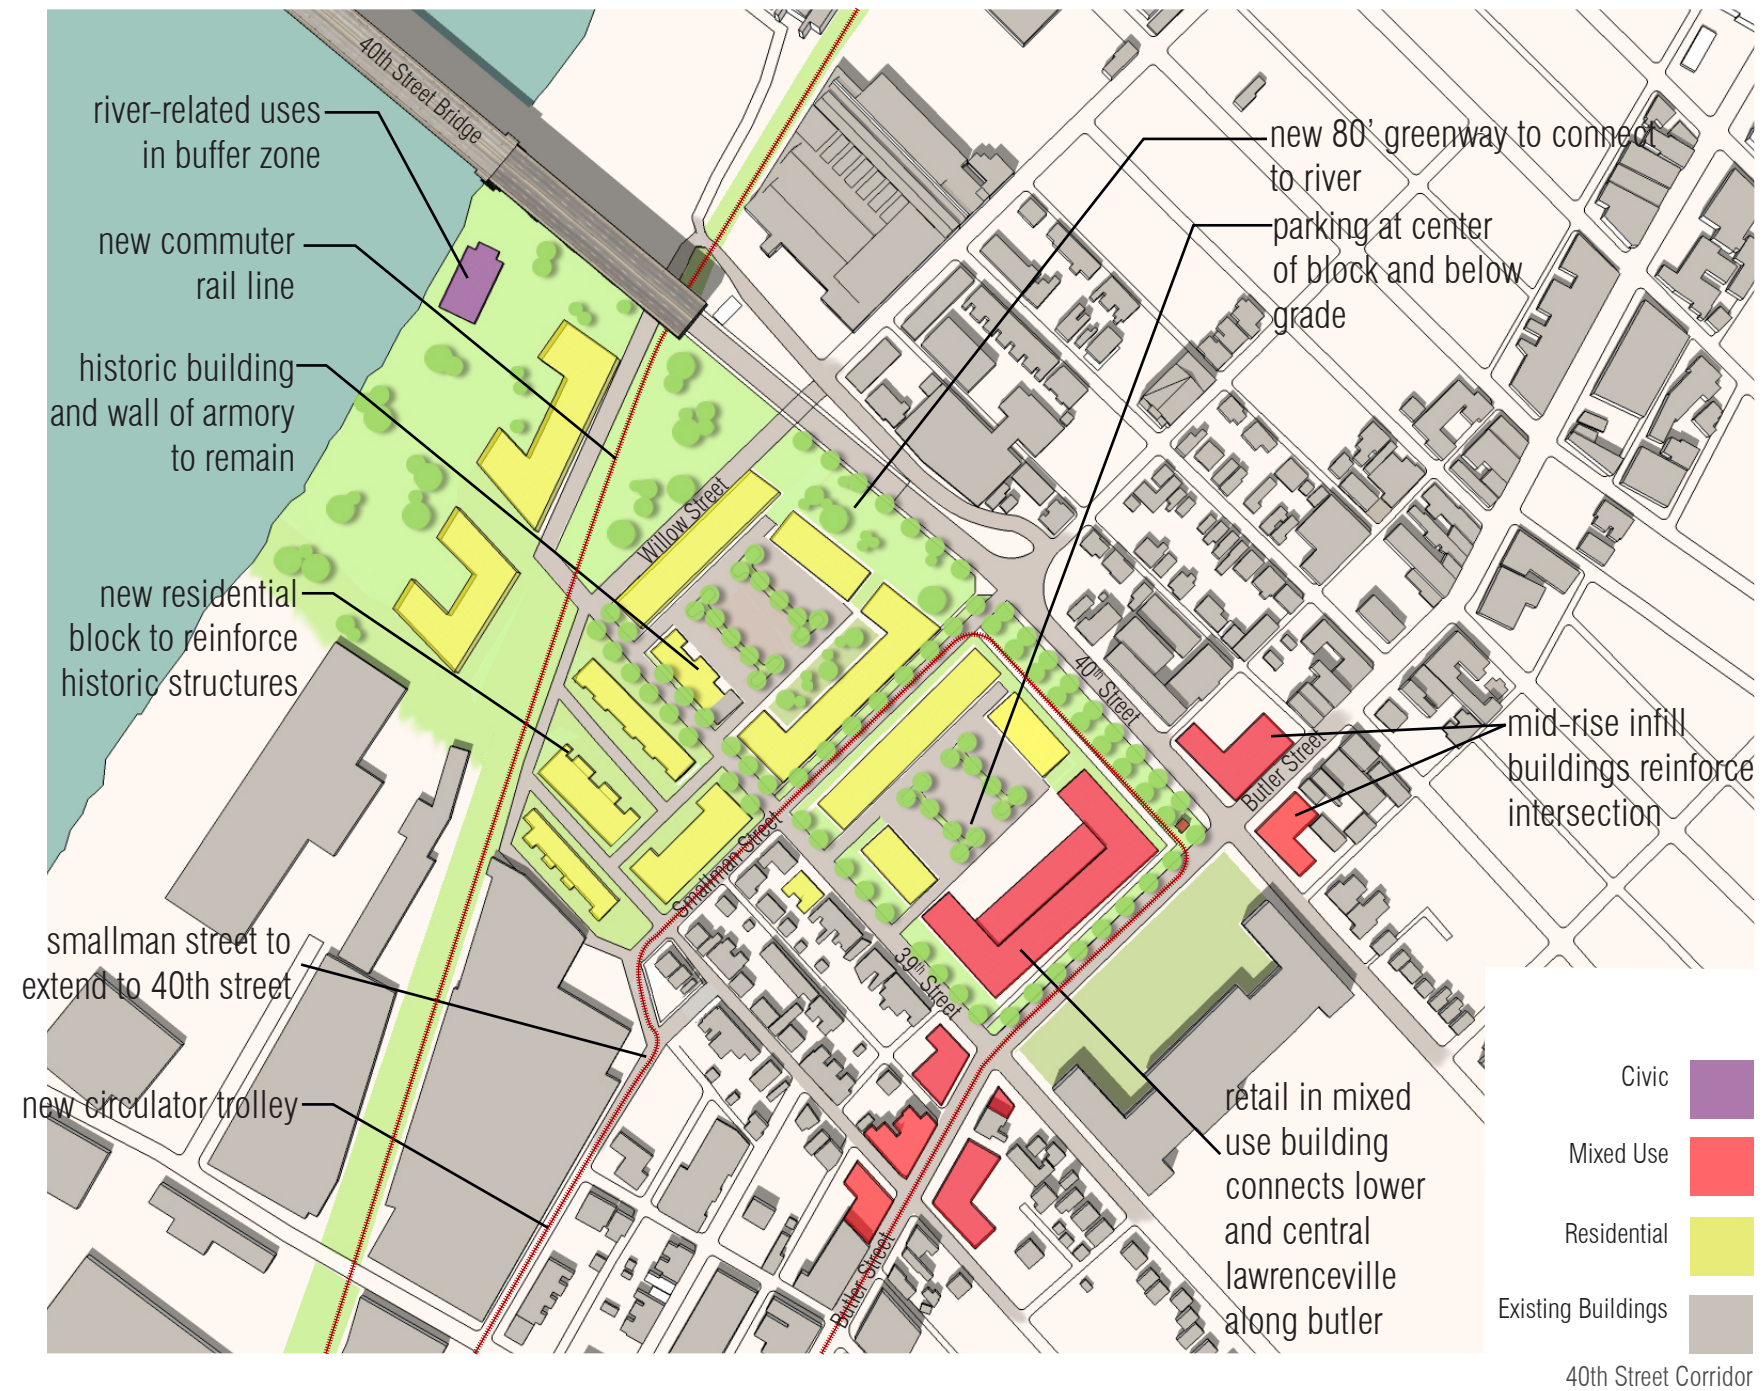 40th Street Bridge
river-related uses
in buffer zone
new commuter
rail line
historic building
and wall of armory
to remain
new residential
block to reinforce
historic structures
smallman street to
extend to 40th street
new circulator trolley
new 80’ greenway to connect
to river
parking at center
of block and below
grade
Willow Street
40th Street
Butler Street
mid-rise infill
buildings reinforce
intersection
Smallman Street
39th Street
Butler Street
retail in mixed
use building
connects lower
and central
lawrenceville
along butler
Civic
Mixed Use
Residential
Existing Buildings
40th Street Corridor